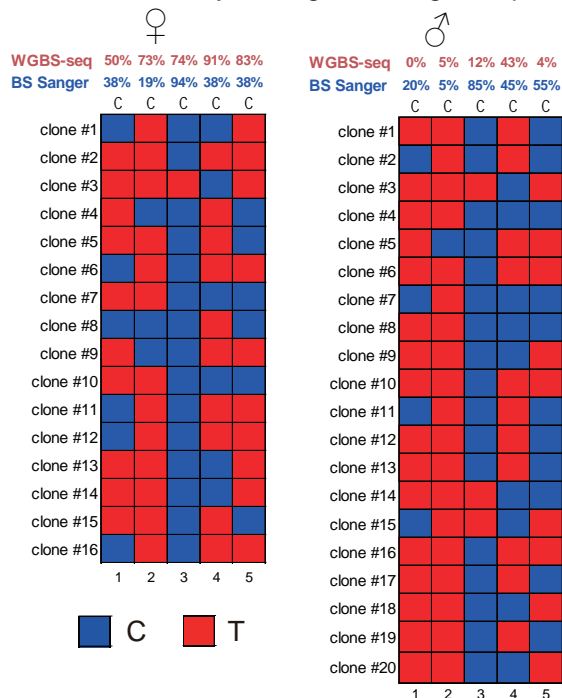 ♀
WGBS-seq 50% 73% 74% 91% 83%
BS Sanger 38% 19% 94% 38% 38%
C C C C C
clone #1
clone #2
clone #3
clone #4
clone #5
clone #6
clone #7
clone #8
clone #9
clone #10
clone #11
clone #12
clone #13
clone #14
clone #15
clone #16
1 2 3 4 5
C T
♂
WGBS-seq 0% 5% 12% 43% 4%
BS Sanger 20% 5% 85% 45% 55%
C C C C C
clone #1
clone #2
clone #3
clone #4
clone #5
clone #6
clone #7
clone #8
clone #9
clone #10
clone #11
clone #12
clone #13
clone #14
clone #15
clone #16
clone #17
clone #18
clone #19
clone #20
1 2 3 4 5